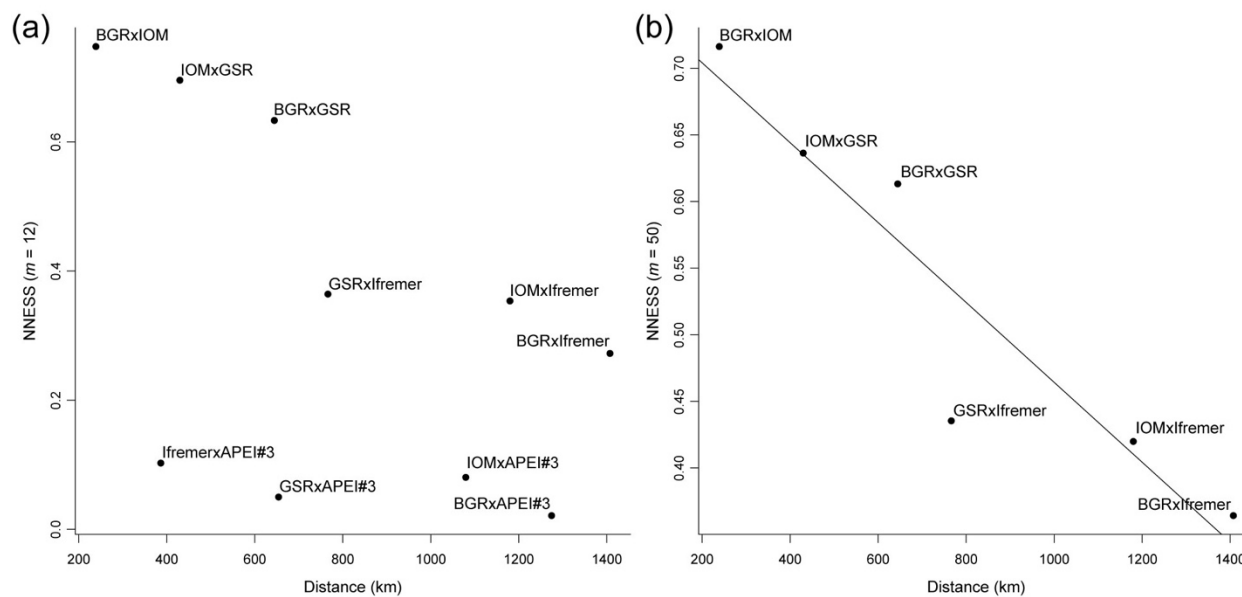 (a)
BGRxIOM
IOMxGSR
BGRxGSR
GSRxIfremer
IOMxIfremer
BGRxIfremer
IfremerxAPEI#3
GSRxAPEI#3
IOMxAPEI#3
BGRxAPEI#3
NNESS (m = 12)
0.6
0.4
0.2
0.0
200 400 600 800 1000 1200 1400
Distance (km)
(b)
BGRxIOM
IOMxGSR
BGRxGSR
GSRxIfremer
IOMxIfremer
BGRxIfremer
NNESS (m = 50)
0.70
0.65
0.60
0.55
0.50
0.45
0.40
200 400 600 800 1000 1200 1400
Distance (km)